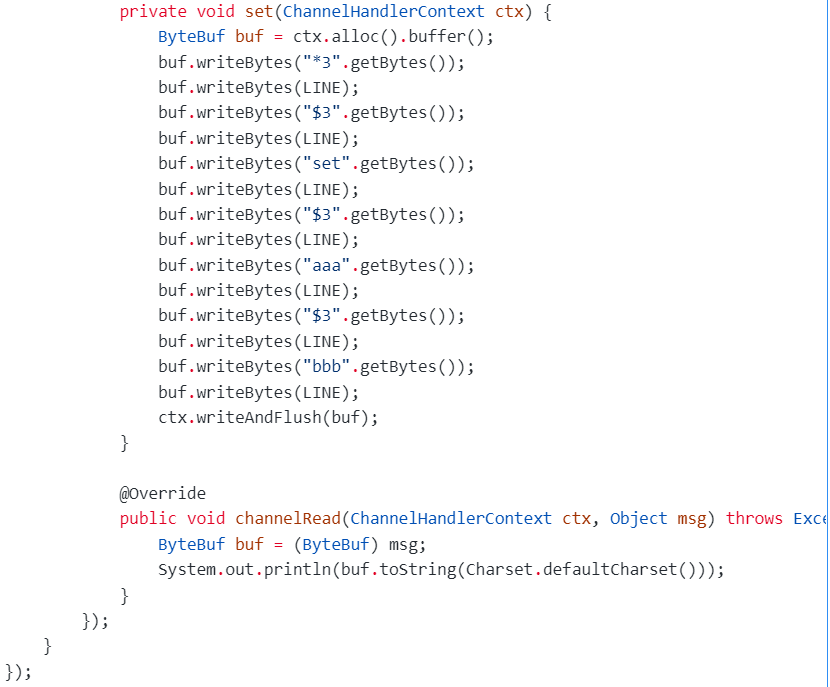 private void set(ChannelHandlerContext ctx) {
ByteBuf buf = ctx.alloc().buffer();
buf.writeBytes("*3".getBytes());
buf.writeBytes(LINE);
buf.writeBytes("$3".getBytes());
buf.writeBytes(LINE);
buf.writeBytes("set".getBytes());
buf.writeBytes(LINE);
buf.writeBytes("$3".getBytes());
buf.writeBytes(LINE);
buf.writeBytes("aaa".getBytes());
buf.writeBytes(LINE);
buf.writeBytes("$3".getBytes());
buf.writeBytes(LINE);
buf.writeBytes("bbb".getBytes());
buf.writeBytes(LINE);
ctx.writeAndFlush(buf);
}
@Override
public void channelRead(ChannelHandlerContext ctx, Object msg) throws Exce
ByteBuf buf = (ByteBuf) msg;
System.out.println(buf.toString(Charset.defaultCharset()));
}
});
}
});